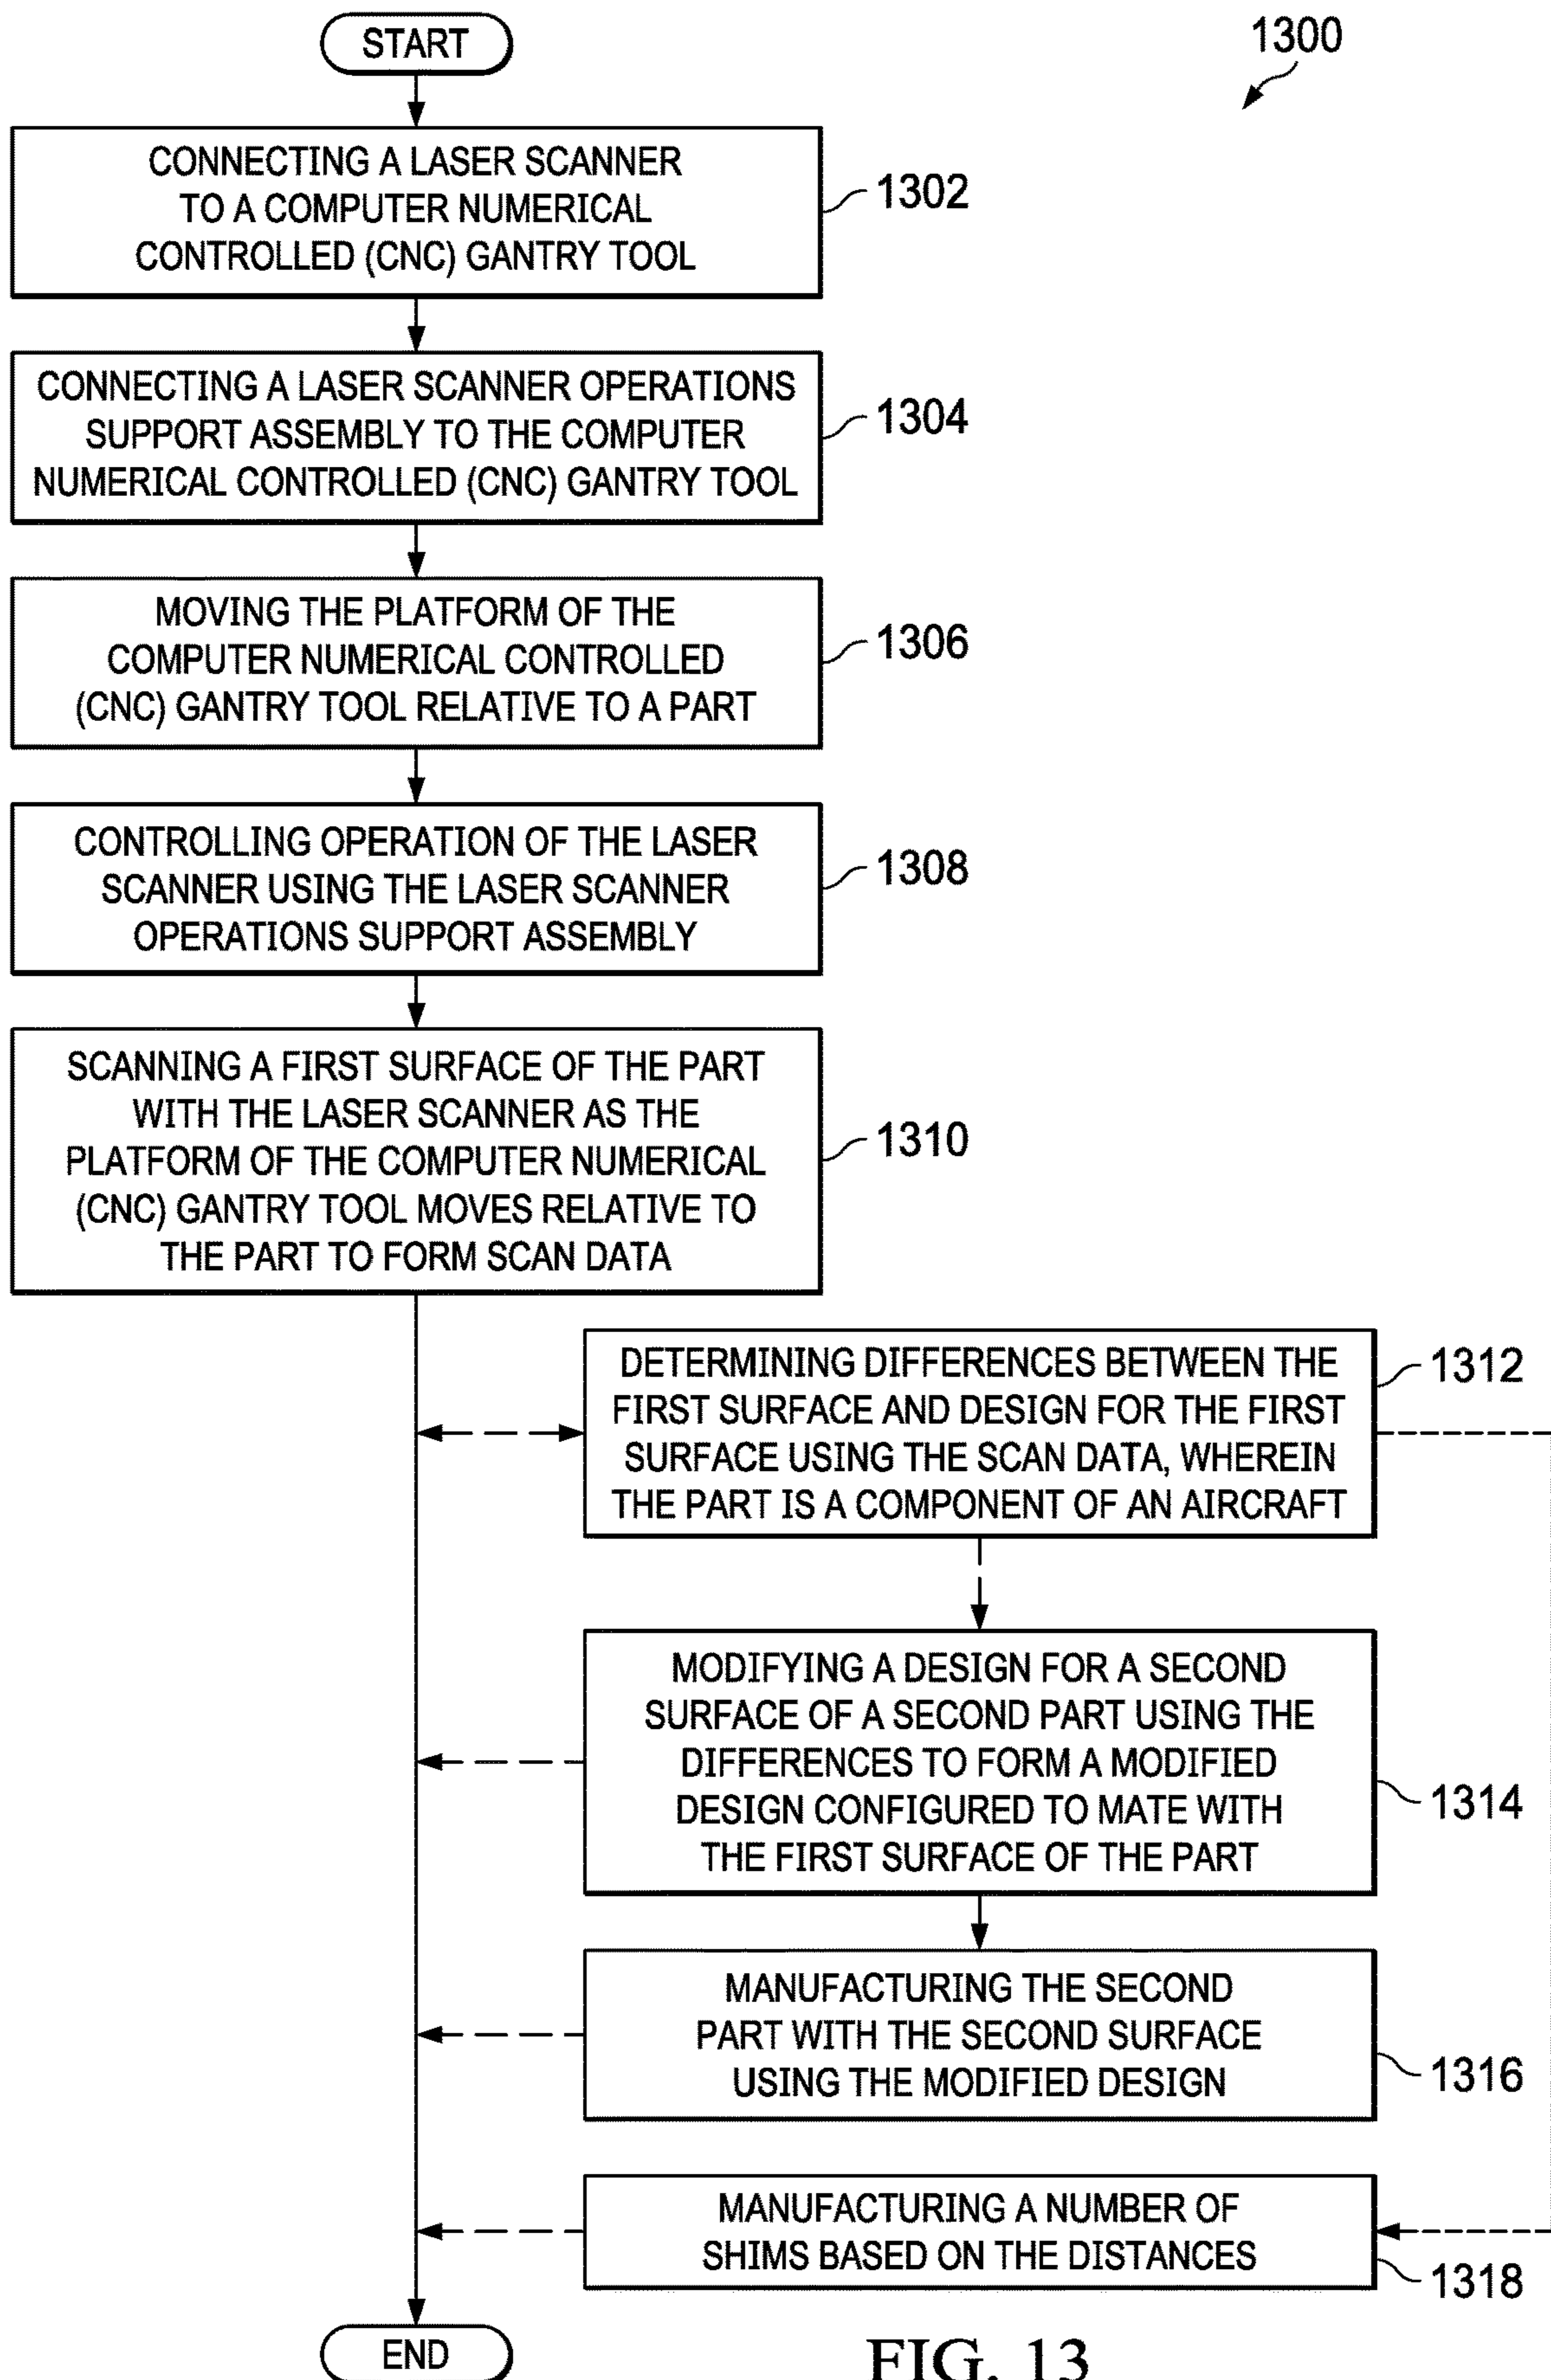 START
1300
CONNECTING A LASER SCANNER
TO A COMPUTER NUMERICAL
CONTROLLED (CNC) GANTRY TOOL
1302
CONNECTING A LASER SCANNER OPERATIONS
SUPPORT ASSEMBLY TO THE COMPUTER
NUMERICAL CONTROLLED (CNC) GANTRY TOOL
1304
MOVING THE PLATFORM OF THE
COMPUTER NUMERICAL CONTROLLED
(CNC) GANTRY TOOL RELATIVE TO A PART
1306
CONTROLLING OPERATION OF THE LASER
SCANNER USING THE LASER SCANNER
OPERATIONS SUPPORT ASSEMBLY
1308
SCANNING A FIRST SURFACE OF THE PART
WITH THE LASER SCANNER AS THE
PLATFORM OF THE COMPUTER NUMERICAL
(CNC) GANTRY TOOL MOVES RELATIVE TO
THE PART TO FORM SCAN DATA
1310
DETERMINING DIFFERENCES BETWEEN THE
FIRST SURFACE AND DESIGN FOR THE FIRST
SURFACE USING THE SCAN DATA, WHEREIN
THE PART IS A COMPONENT OF AN AIRCRAFT
1312
MODIFYING A DESIGN FOR A SECOND
SURFACE OF A SECOND PART USING THE
DIFFERENCES TO FORM A MODIFIED
DESIGN CONFIGURED TO MATE WITH
THE FIRST SURFACE OF THE PART
1314
MANUFACTURING THE SECOND
PART WITH THE SECOND SURFACE
USING THE MODIFIED DESIGN
1316
MANUFACTURING A NUMBER OF
SHIMS BASED ON THE DISTANCES
1318
END
FIG. 13